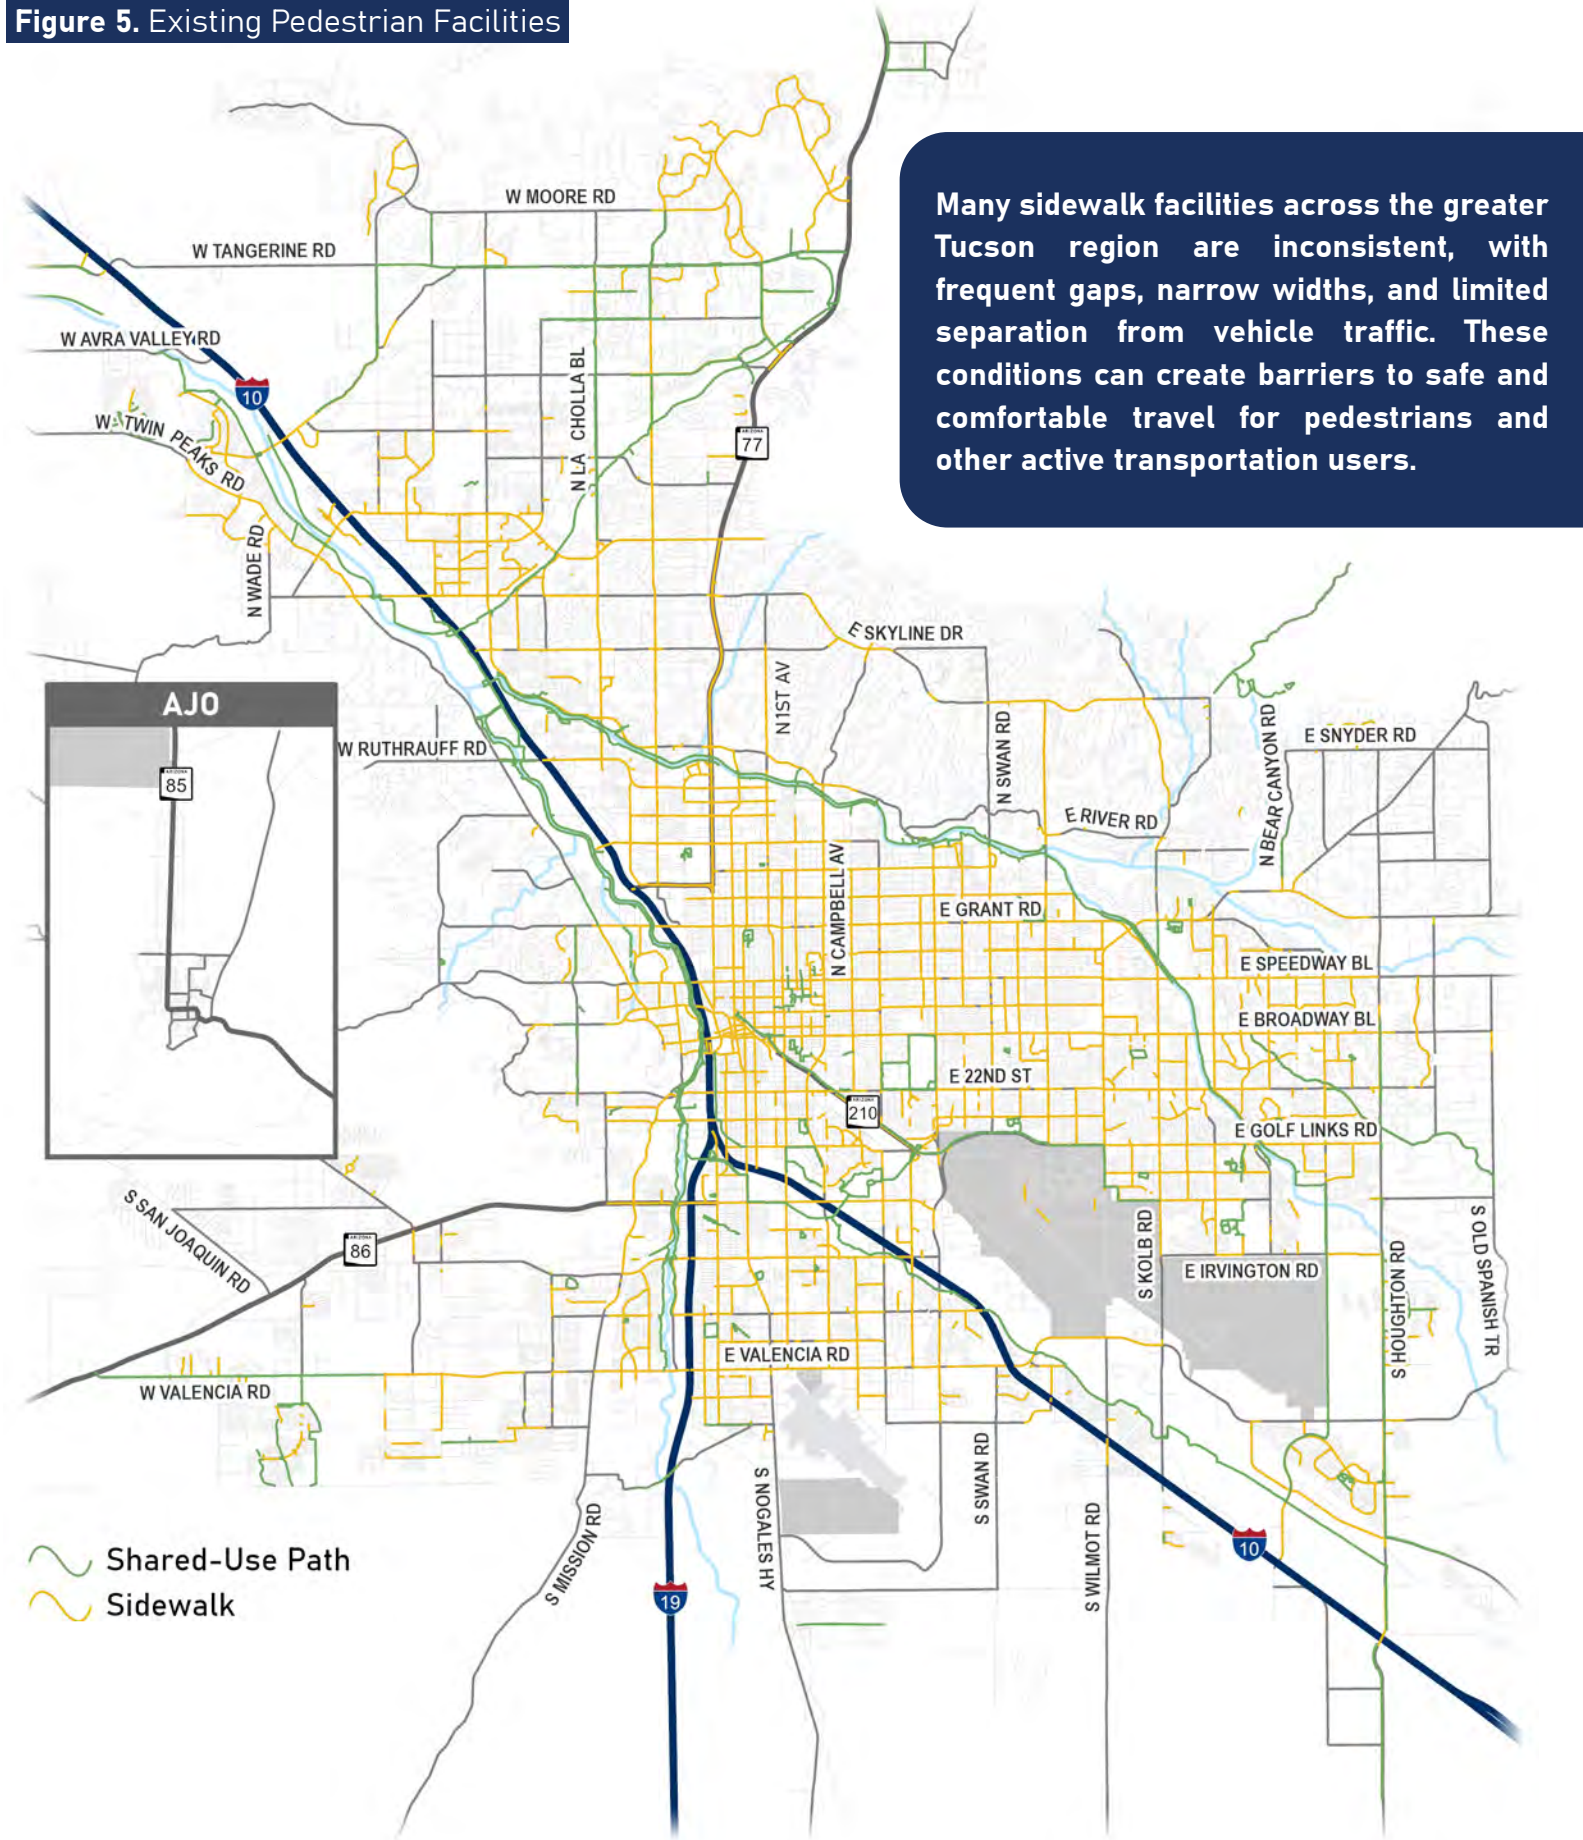 Figure 5. Existing Pedestrian Facilities
Many sidewalk facilities across the greater
Tucson region are inconsistent, with
frequent gaps, narrow widths, and limited
separation from vehicle traffic. These
conditions can create barriers to safe and
comfortable travel for pedestrians and
other active transportation users.
W MOORE RD
W TANGERINE RD
W AVRA VALLEY RD
10
N LA CHOLLA BL
W TWIN PEAKS RD
ARIZONA
77
N WADE RD
E SKYLINE DR
N 1ST AV
AJO
ARIZONA
85
W RUTHRAUFF RD
N SWAN RD
N BEAR CANYON RD
E SNYDER RD
E RIVER RD
N CAMPBELL AV
E GRANT RD
E SPEEDWAY BL
E BROADWAY BL
E 22ND ST
ARIZONA
210
E GOLF LINKS RD
S SAN JOAQUIN RD
ARIZONA
86
S KOLB RD
E IRVINGTON RD
S HOUGHTON RD
S OLD SPANISH TR
E VALENCIA RD
W VALENCIA RD
S MISSION RD
S NOGALES HY
S SWAN RD
S WILMOT RD
10
19
Shared-Use Path
Sidewalk